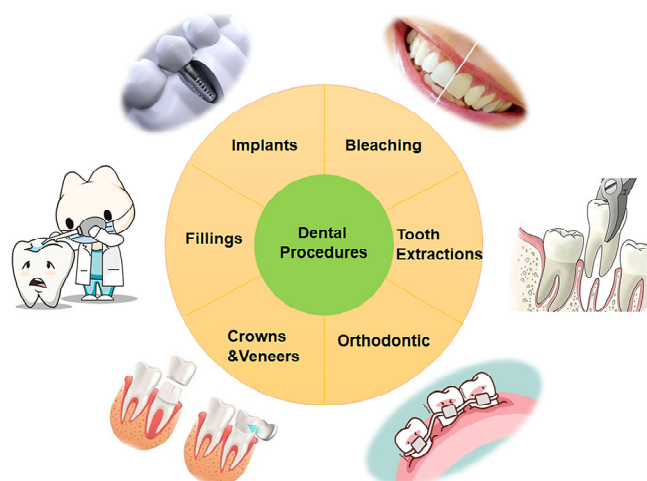 Implants
Bleaching
Fillings
Dental
Procedures
Tooth
Extractions
Crowns
&Veneers
Orthodontic